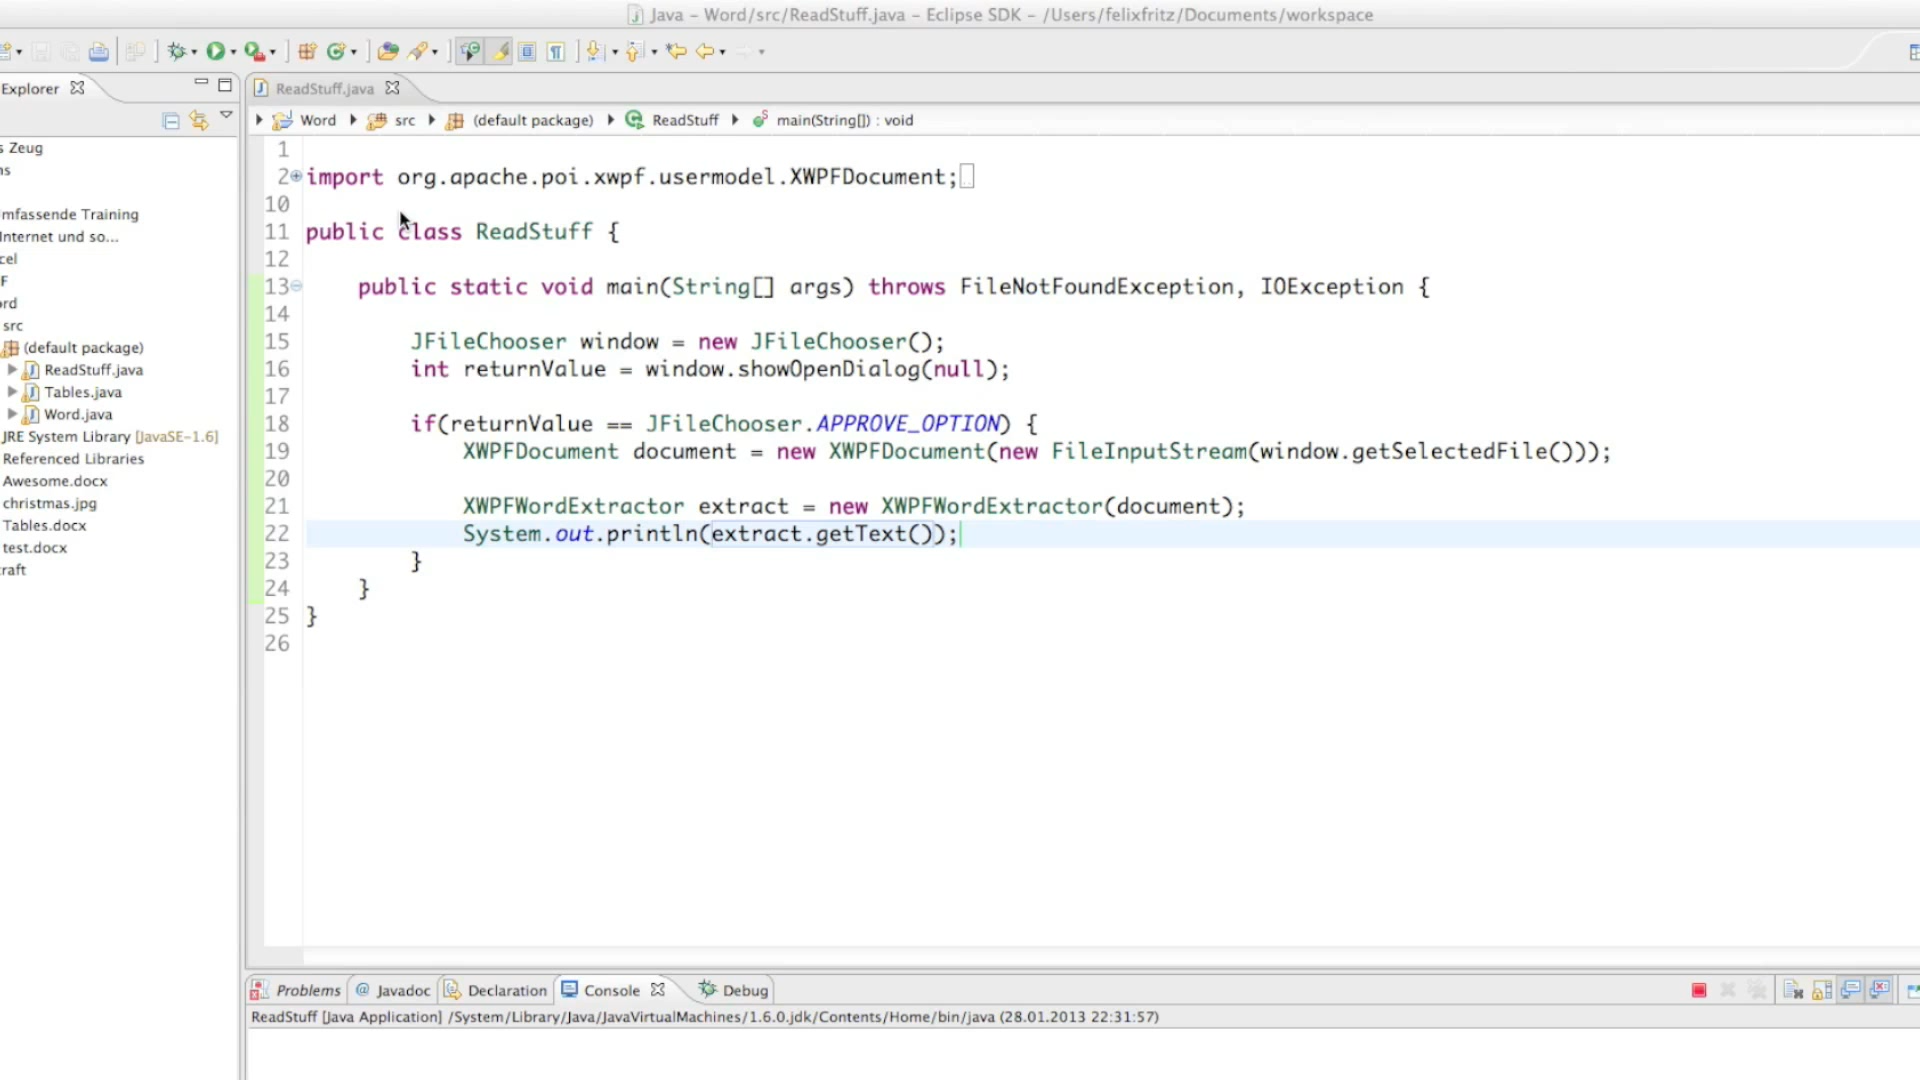 Java – Word/src/ReadStuff.java – Eclipse SDK – /Users/felixfritz/Documents/workspace
Explorer
ReadStuff.java
Word src (default package) ReadStuff main(String[]) : void
s Zeug
ns
mfassende Training
Internet und so...
cel
F
ord
src
(default package)
ReadStuff.java
Tables.java
Word.java
JRE System Library [JavaSE-1.6]
Referenced Libraries
Awesome.docx
christmas.jpg
Tables.docx
test.docx
raft
1
2 import org.apache.poi.xwpf.usermodel.XWPFDocument;
10
11 public class ReadStuff {
12
13 public static void main(String[] args) throws FileNotFoundException, IOException {
14
15 JFileChooser window = new JFileChooser();
16 int returnValue = window.showOpenDialog(null);
17
18 if(returnValue == JFileChooser.APPROVE_OPTION) {
19 XWPFDocument document = new XWPFDocument(new FileInputStream(window.getSelectedFile()));
20
21 XWPFWordExtractor extract = new XWPFWordExtractor(document);
22 System.out.println(extract.getText());
23 }
24 }
25 }
26
Problems @ Javadoc Declaration Console Debug
ReadStuff [Java Application] /System/Library/Java/JavaVirtualMachines/1.6.0.jdk/Contents/Home/bin/java (28.01.2013 22:31:57)